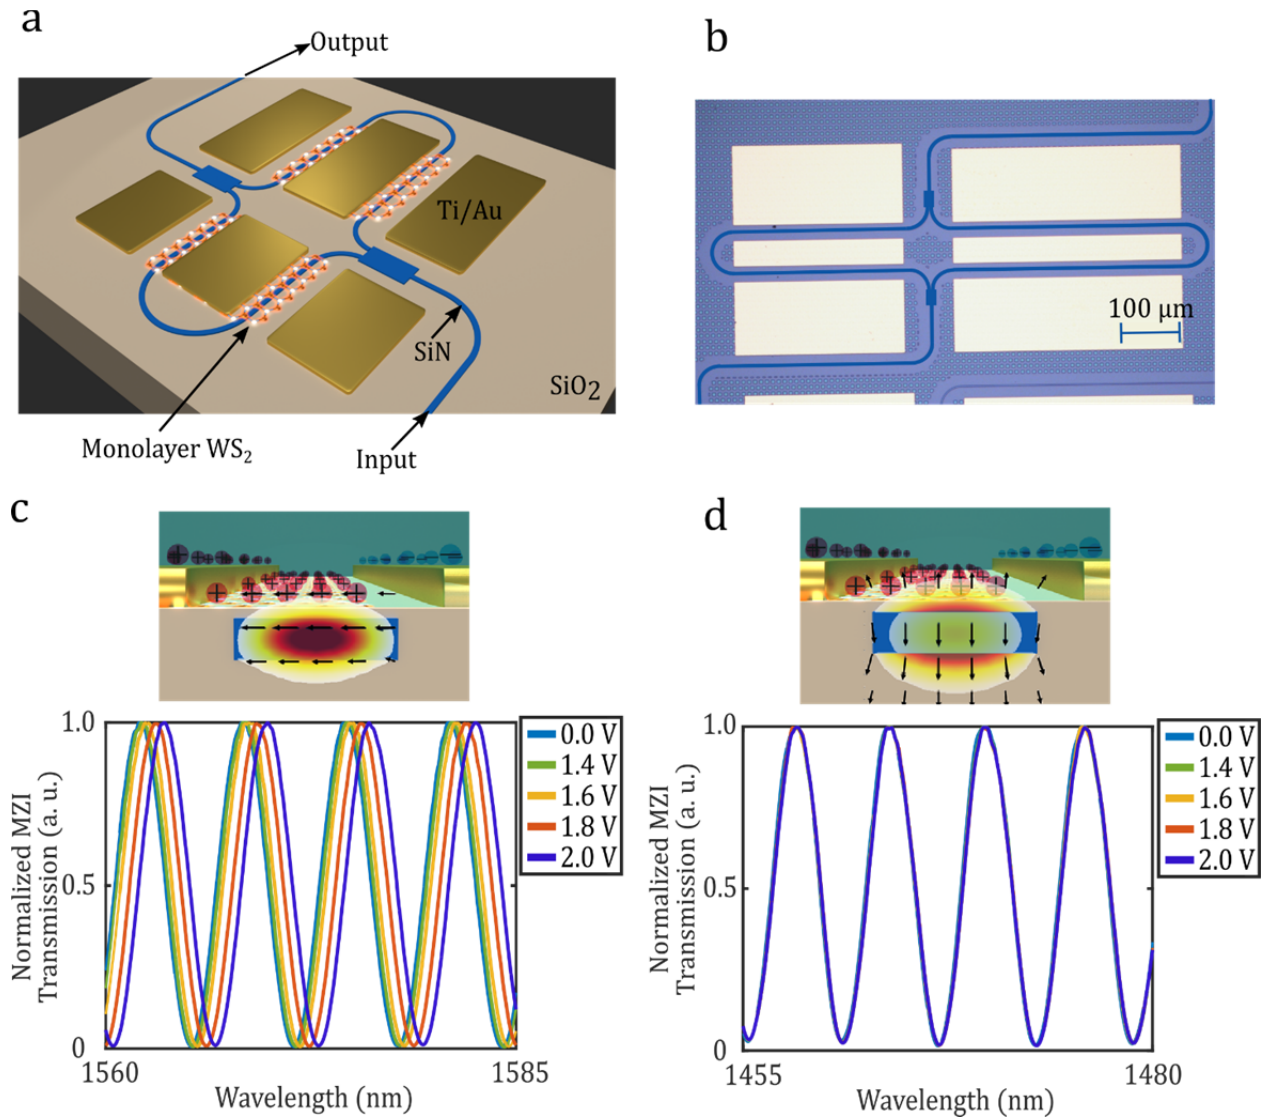 a
Output
Ti/Au
SiN
SiO₂
Monolayer WS₂
Input
b
100 µm
c
1.0
0.5
0
Normalized MZI
Transmission (a. u.)
1560
1585
Wavelength (nm)
0.0 V
1.4 V
1.6 V
1.8 V
2.0 V
d
1.0
0.5
0
Normalized MZI
Transmission (a. u.)
1455
1480
Wavelength (nm)
0.0 V
1.4 V
1.6 V
1.8 V
2.0 V